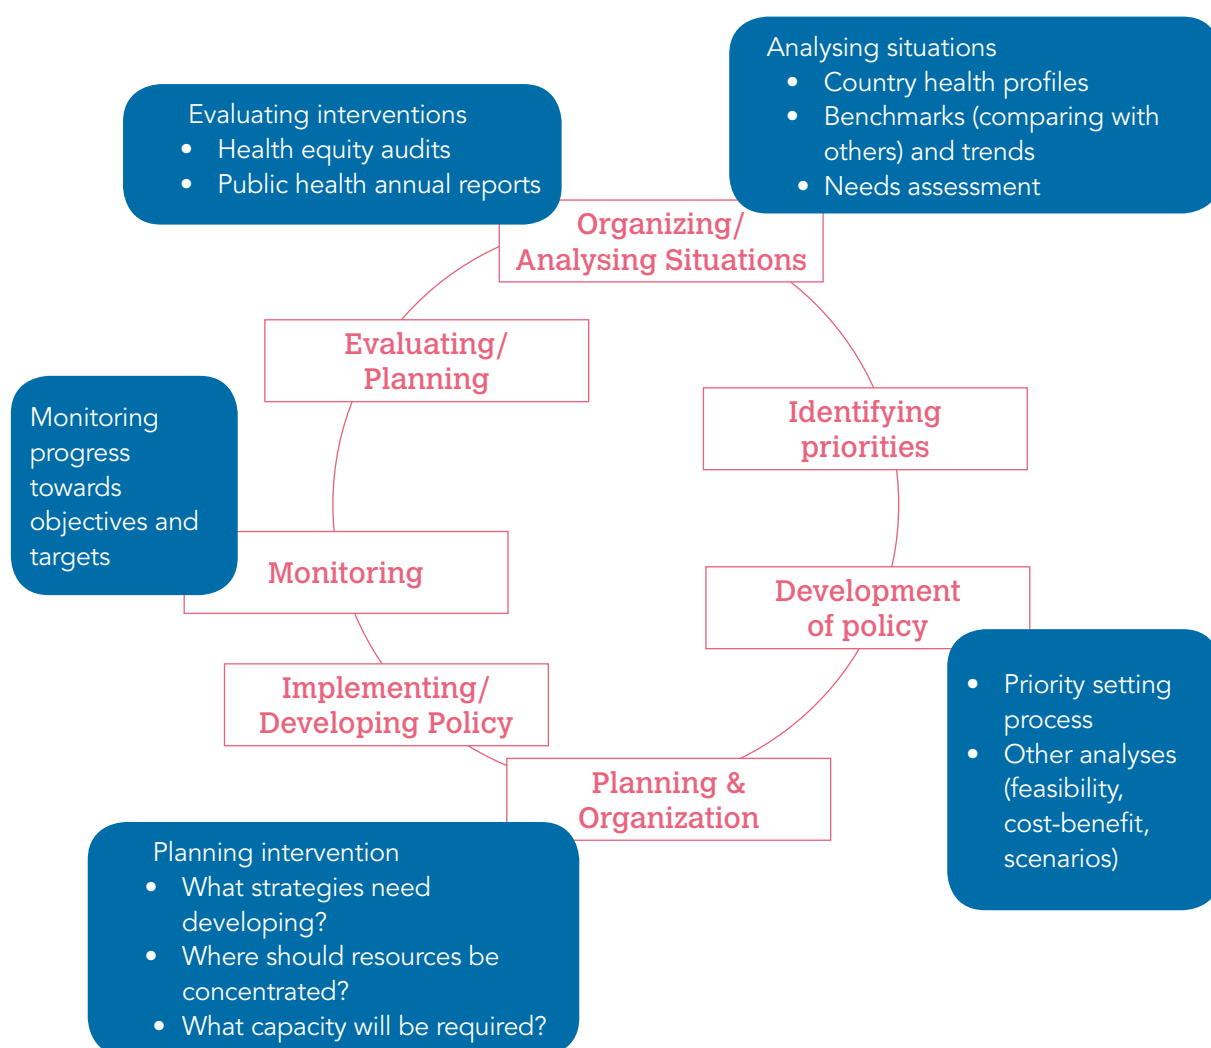 Analysing situations
• Country health profiles
• Benchmarks (comparing with
others) and trends
• Needs assessment
Evaluating interventions
• Health equity audits
• Public health annual reports
Organizing/
Analysing Situations
Evaluating/
Planning
Identifying
priorities
Monitoring
progress
towards
objectives and
targets
Monitoring
Development
of policy
• Priority setting
process
• Other analyses
(feasibility,
cost-benefit,
scenarios)
Implementing/
Developing Policy
Planning &
Organization
Planning intervention
• What strategies need
developing?
• Where should resources be
concentrated?
• What capacity will be required?